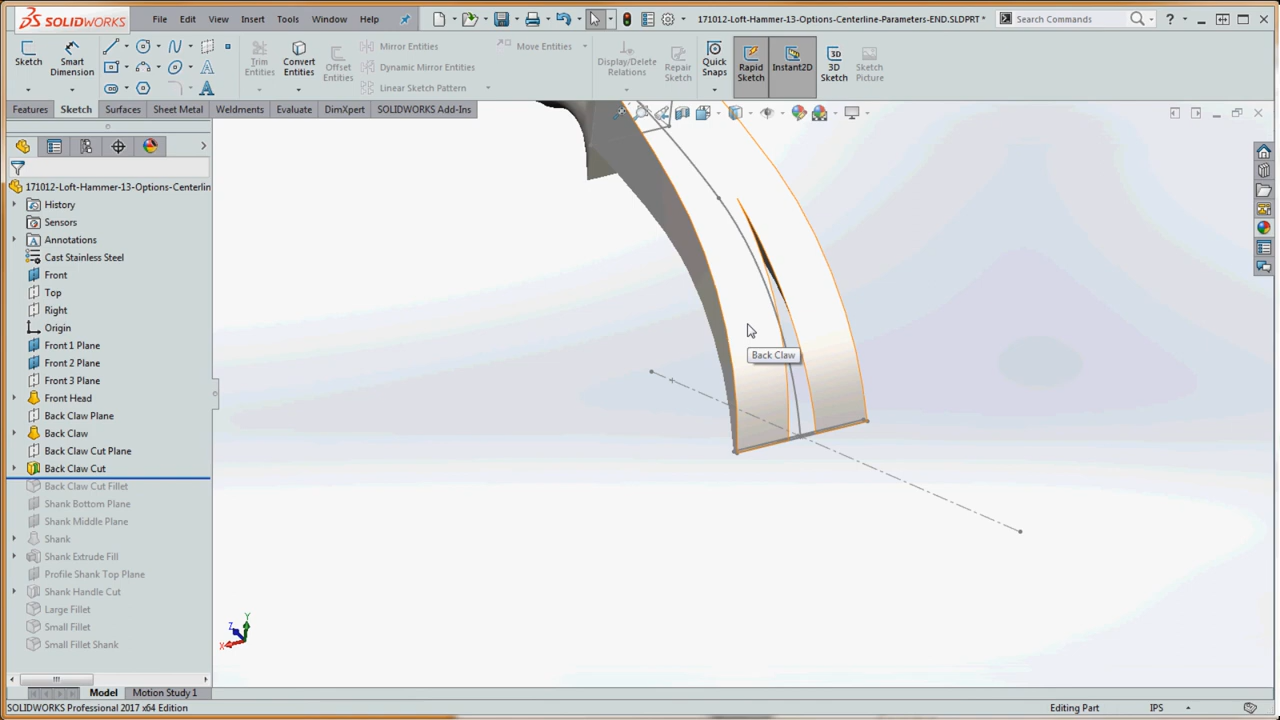 SOLIDWORKS File Edit View Insert Tools Window Help 171012-Loft-Hammer-13-Options-Centerline-Parameters-END.SLDPRT * Search Commands ?
Sketch Smart Dimension Trim Entities Convert Entities Offset Entities Mirror Entities Dynamic Mirror Entities Linear Sketch Pattern Move Entities Display/Delete Relations Repair Sketch Quick Snaps Rapid Sketch Instant2D 3D Sketch Sketch Picture
Features Sketch Surfaces Sheet Metal Weldments Evaluate DimXpert SOLIDWORKS Add-Ins
171012-Loft-Hammer-13-Options-Centerlin
History
Sensors
Annotations
Cast Stainless Steel
Front
Top
Right
Origin
Front 1 Plane
Front 2 Plane
Front 3 Plane
Front Head
Back Claw Plane
Back Claw
Back Claw Cut Plane
Back Claw Cut
Back Claw Cut Fillet
Shank Bottom Plane
Shank Middle Plane
Shank
Shank Extrude Fill
Profile Shank Top Plane
Shank Handle Cut
Large Fillet
Small Fillet
Small Fillet Shank
Back Claw
Y
Z
X
Model Motion Study 1
SOLIDWORKS Professional 2017 x64 Edition Editing Part IPS